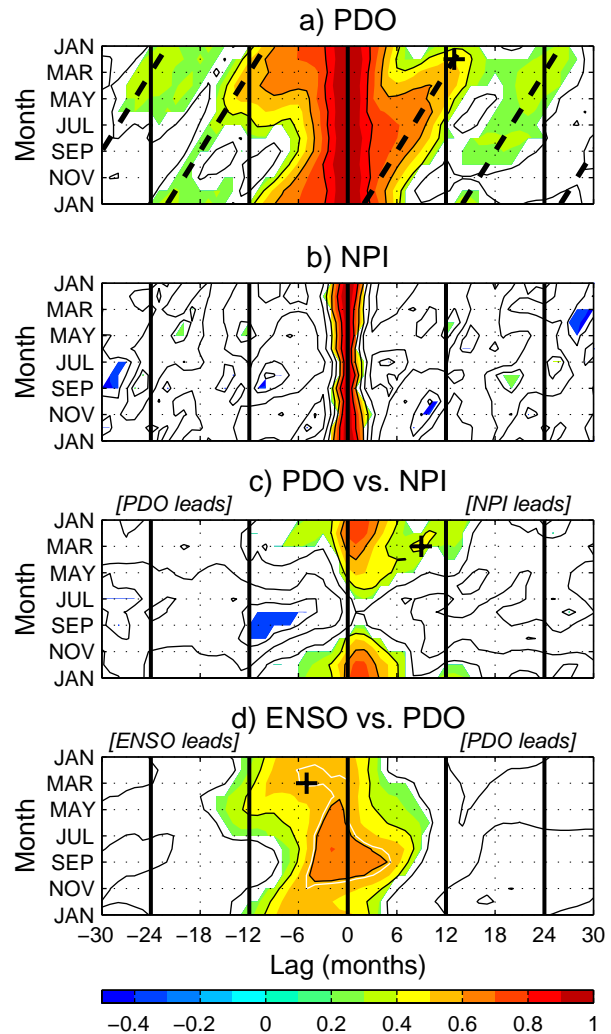 a) PDO
JAN
MAR
MAY
JUL
SEP
NOV
JAN
Month
b) NPI
JAN
MAR
MAY
JUL
SEP
NOV
JAN
Month
c) PDO vs. NPI
[PDO leads]
[NPI leads]
JAN
MAR
MAY
JUL
SEP
NOV
JAN
Month
d) ENSO vs. PDO
[ENSO leads]
[PDO leads]
JAN
MAR
MAY
JUL
SEP
NOV
JAN
Month
−30 −24 −12 −6 0 6 12 18 24 30
Lag (months)
−0.4 −0.2 0 0.2 0.4 0.6 0.8 1